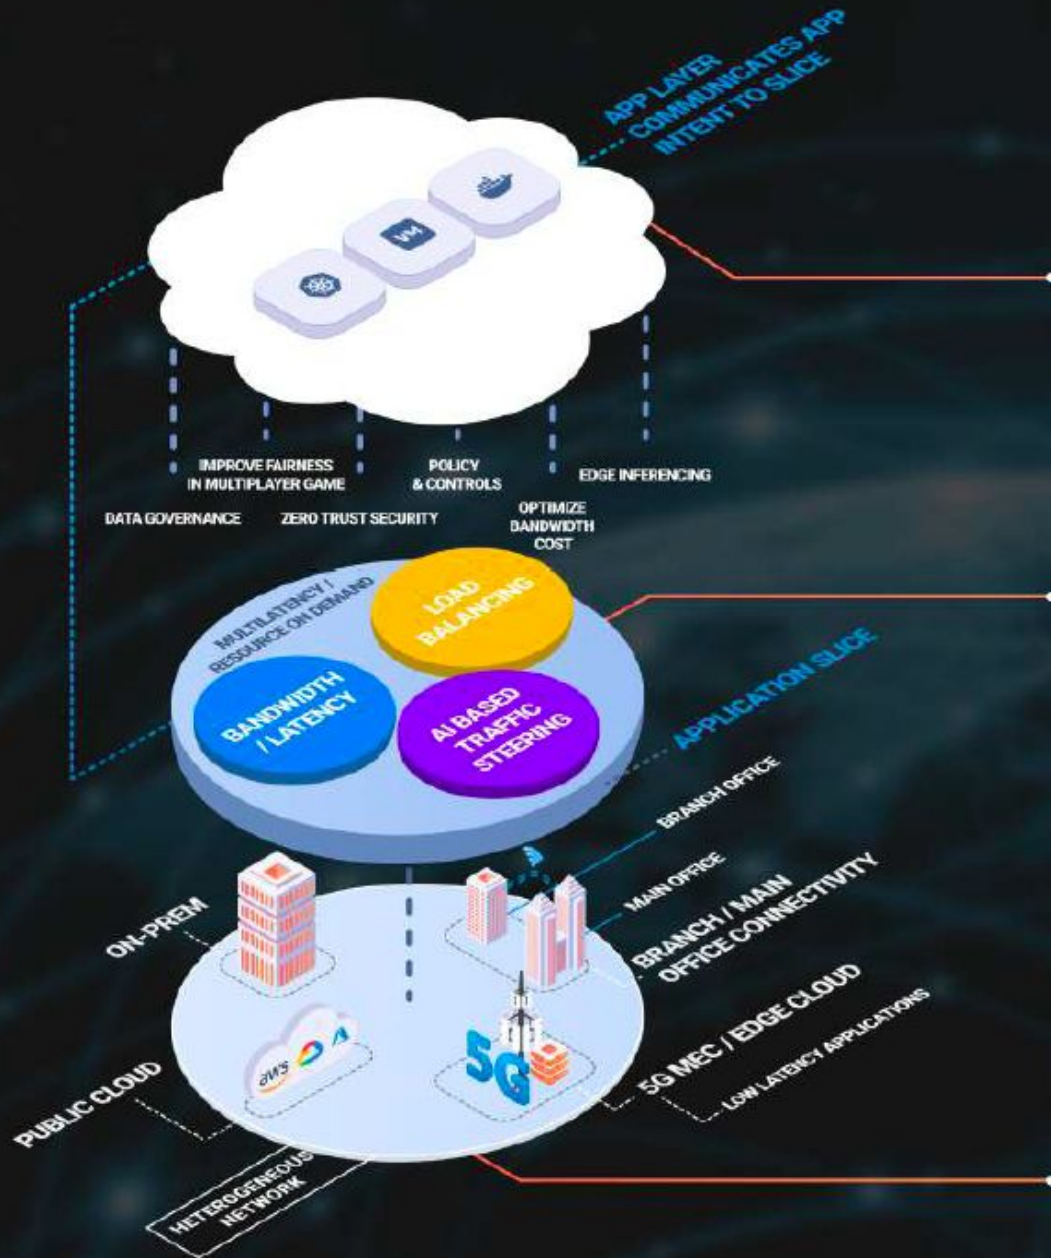 APP LAYER
COMMUNICATES APP
INTENT TO SLICE
VM
IMPROVE FAIRNESS
IN MULTIPLAYER GAME
POLICY
& CONTROLS
EDGE INFERENCING
DATA GOVERNANCE
ZERO TRUST SECURITY
OPTIMIZE
BANDWIDTH
COST
MULTILATENCY /
RESOURCE ON DEMAND
LOAD
BALANCING
BANDWIDTH
/ LATENCY
AI BASED
TRAFFIC
STEERING
APPLICATION SLICE
BRANCH OFFICE
MAIN OFFICE
BRANCH / MAIN
OFFICE CONNECTIVITY
ON-PREM
5G
aws
5G MEC / EDGE CLOUD
LOW LATENCY APPLICATIONS
PUBLIC CLOUD
HETEROGENEOUS
NETWORK